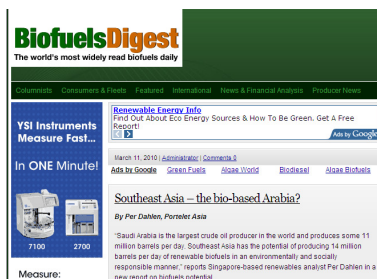 BiofuelsDigest
The world's most widely read biofuels daily
Columnists Consumers & Fleets Featured International News & Financial Analysis Producer News
YSI Instruments
Measure Fast...
In ONE Minute!
7100 2700
Measure:
Renewable Energy Info
Find Out About Eco Energy Sources & How To Be Green. Get A Free
Report!
Ads by Google
March 11, 2010 | Administrator | Comments 0
Ads by Google Green Fuels Algae World Biodiesel Algae Biofuels
Southeast Asia – the bio-based Arabia?
By Per Dahlen, Portelet Asia
"Saudi Arabia is the largest crude oil producer in the world and produces some 11
million barrels per day. Southeast Asia has the potential of producing 14 million
barrels per day of renewable biofuels in an environmentally and socially
responsible manner," reports Singapore-based renewables analyst Per Dahlen in a
new report on biofuels potential